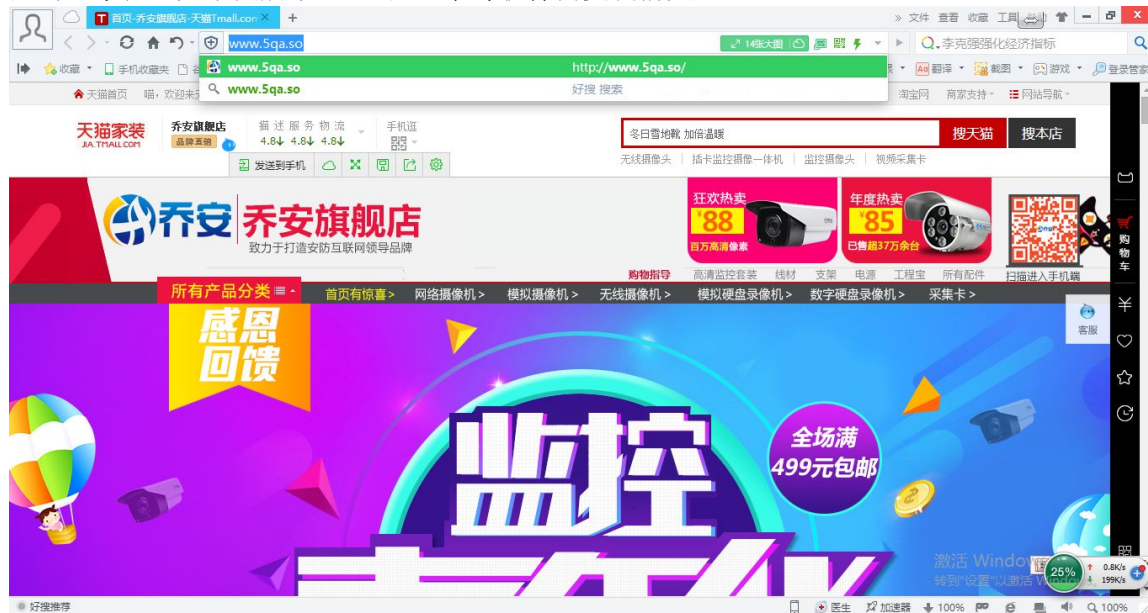 首页-乔安旗舰店-天猫Tmall.com
文件 查看 收藏 工具
www.5qa.so
14张大图
李克强强化经济指标
收藏
手机收藏夹
翻译
截图
游戏
登录管家
www.5qa.so http://www.5qa.so/
www.5qa.so 好搜 搜索
天猫首页 喵,欢迎来
淘宝网 商家支持 网站导航
天猫家装
JIA.TMALL.COM
乔安旗舰店
品牌直销
描 述 服 务 物 流
4.8 4.8 4.8
手机逛
冬日雪地靴 加倍温暖
搜天猫
搜本店
无线摄像头 插卡监控摄像一体机 监控摄像头 视频采集卡
发送到手机
乔安
乔安旗舰店
致力于打造安防互联网领导品牌
狂欢热卖
¥88
百万高清像素
年度热卖
¥85
已售超37万余台
扫描进入手机端
购物车
购物指导 高清监控套装 线材 支架 电源 工程宝 所有配件
所有产品分类
首页有惊喜> 网络摄像机> 模拟摄像机> 无线摄像机> 模拟硬盘录像机> 数字硬盘录像机> 采集卡>
客服
感恩
回馈
监控
全场满
499元包邮
激活 Windows
转到"设置"以激活 Windows
25%
0.8K/s
199K/s
好搜推荐
医生 加速器 100% 100%